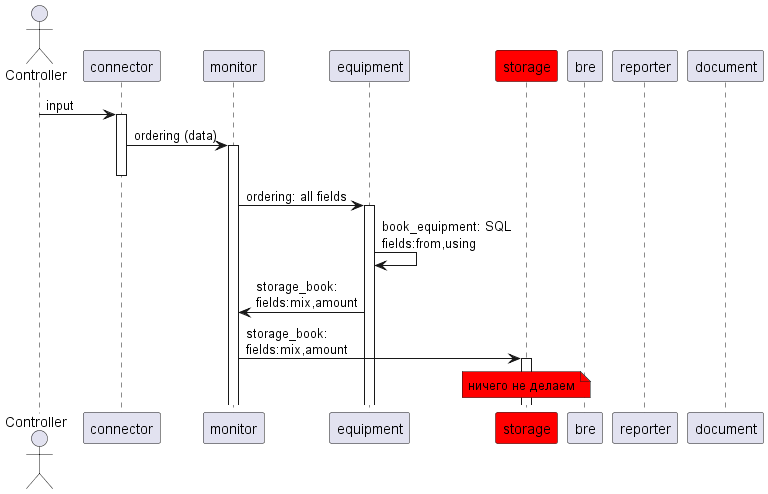 Controller
connector
monitor
equipment
storage
bre
reporter
document
input
ordering (data)
ordering: all fields
book_equipment: SQL
fields:from,using
storage_book:
fields:mix,amount
storage_book:
fields:mix,amount
ничего не делаем
Controller
connector
monitor
equipment
storage
bre
reporter
document